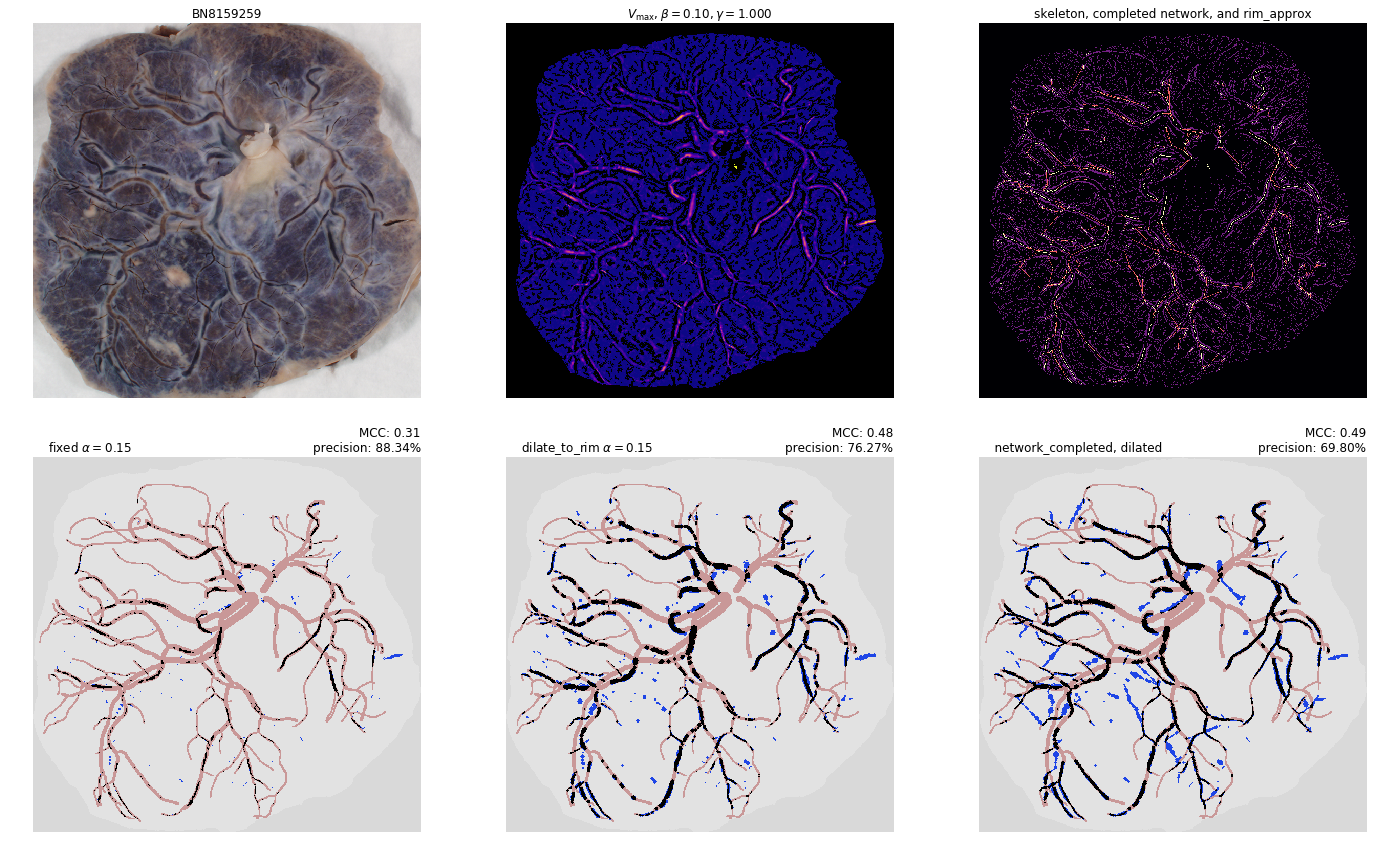 BN8159259
V_max, β = 0.10, γ = 1.000
skeleton, completed network, and rim_approx
fixed α = 0.15
MCC: 0.31
precision: 88.34%
dilate_to_rim α = 0.15
MCC: 0.48
precision: 76.27%
network_completed, dilated
MCC: 0.49
precision: 69.80%